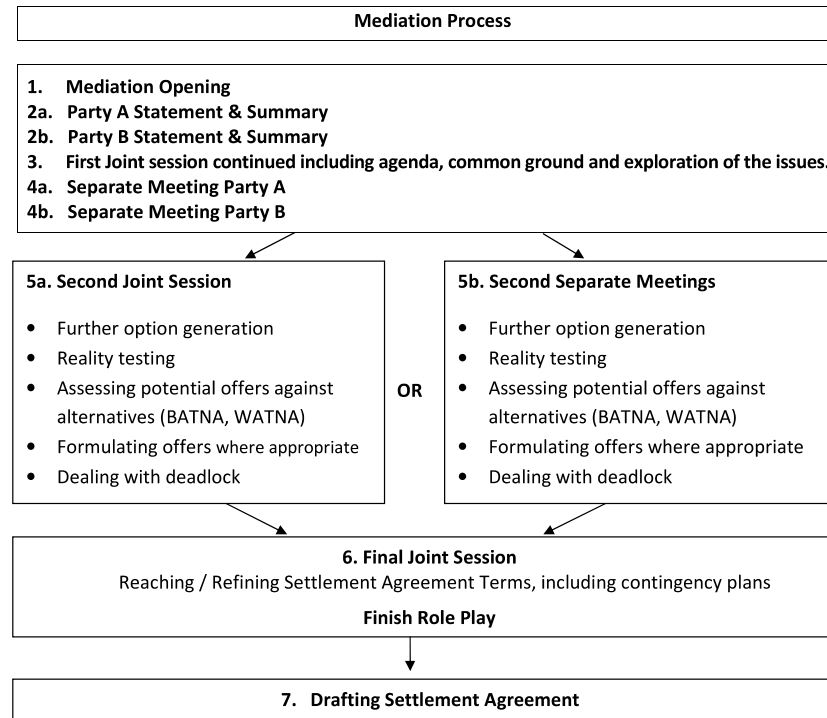 Mediation Process
1. Mediation Opening
2a. Party A Statement & Summary
2b. Party B Statement & Summary
3. First Joint session continued including agenda, common ground and exploration of the issues.
4a. Separate Meeting Party A
4b. Separate Meeting Party B
5a. Second Joint Session
• Further option generation
• Reality testing
• Assessing potential offers against
alternatives (BATNA, WATNA)
• Formulating offers where appropriate
• Dealing with deadlock
OR
5b. Second Separate Meetings
• Further option generation
• Reality testing
• Assessing potential offers against
alternatives (BATNA, WATNA)
• Formulating offers where appropriate
• Dealing with deadlock
6. Final Joint Session
Reaching / Refining Settlement Agreement Terms, including contingency plans
Finish Role Play
7. Drafting Settlement Agreement